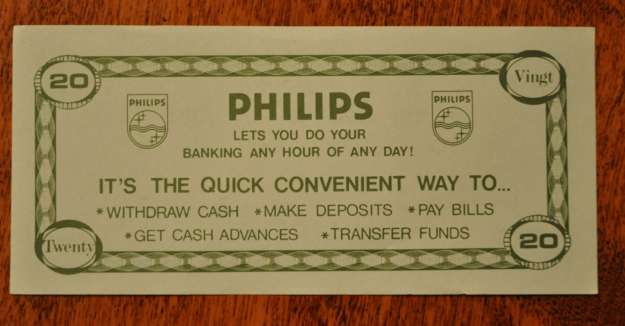 20
Vingt
PHILIPS
PHILIPS
PHILIPS
LETS YOU DO YOUR
BANKING ANY HOUR OF ANY DAY!
IT'S THE QUICK CONVENIENT WAY TO...
*WITHDRAW CASH *MAKE DEPOSITS *PAY BILLS
*GET CASH ADVANCES *TRANSFER FUNDS
Twenty
20